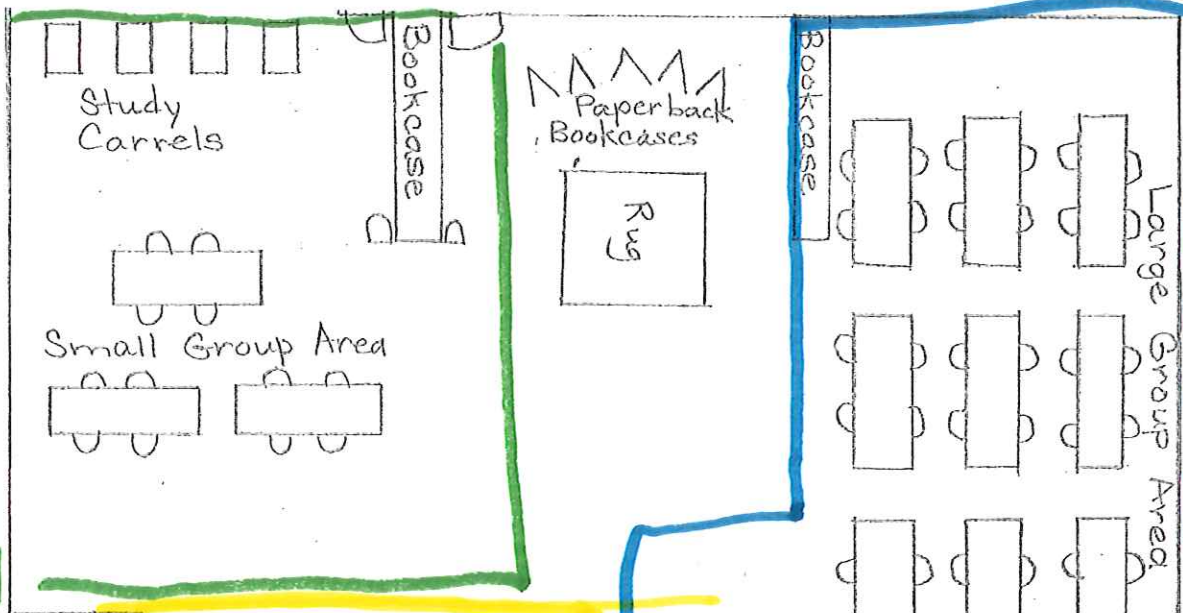 Study
Carrels
Bookcase
Paperback
Bookcases
Rug
Bookcase
Small Group Area
Large Group Area